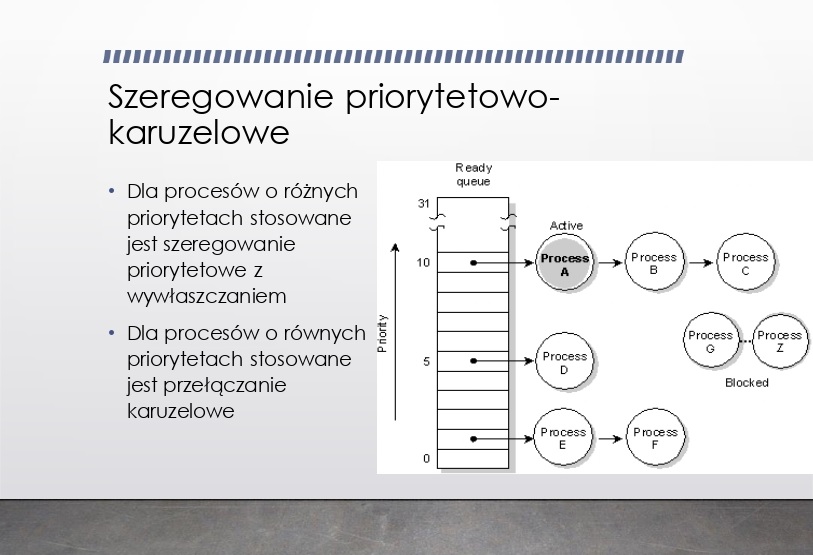 Szeregowanie priorytetowo-
karuzelowe
• Dla procesów o różnych
priorytetach stosowane
jest szeregowanie
priorytetowe z
wywłaszczaniem
• Dla procesów o równych
priorytetach stosowane
jest przełączanie
karuzelowe
Ready
queue
31
Active
10
Process
A
Process
B
Process
C
Priority
Process
G
Process
Z
Blocked
5
Process
D
Process
E
Process
F
0